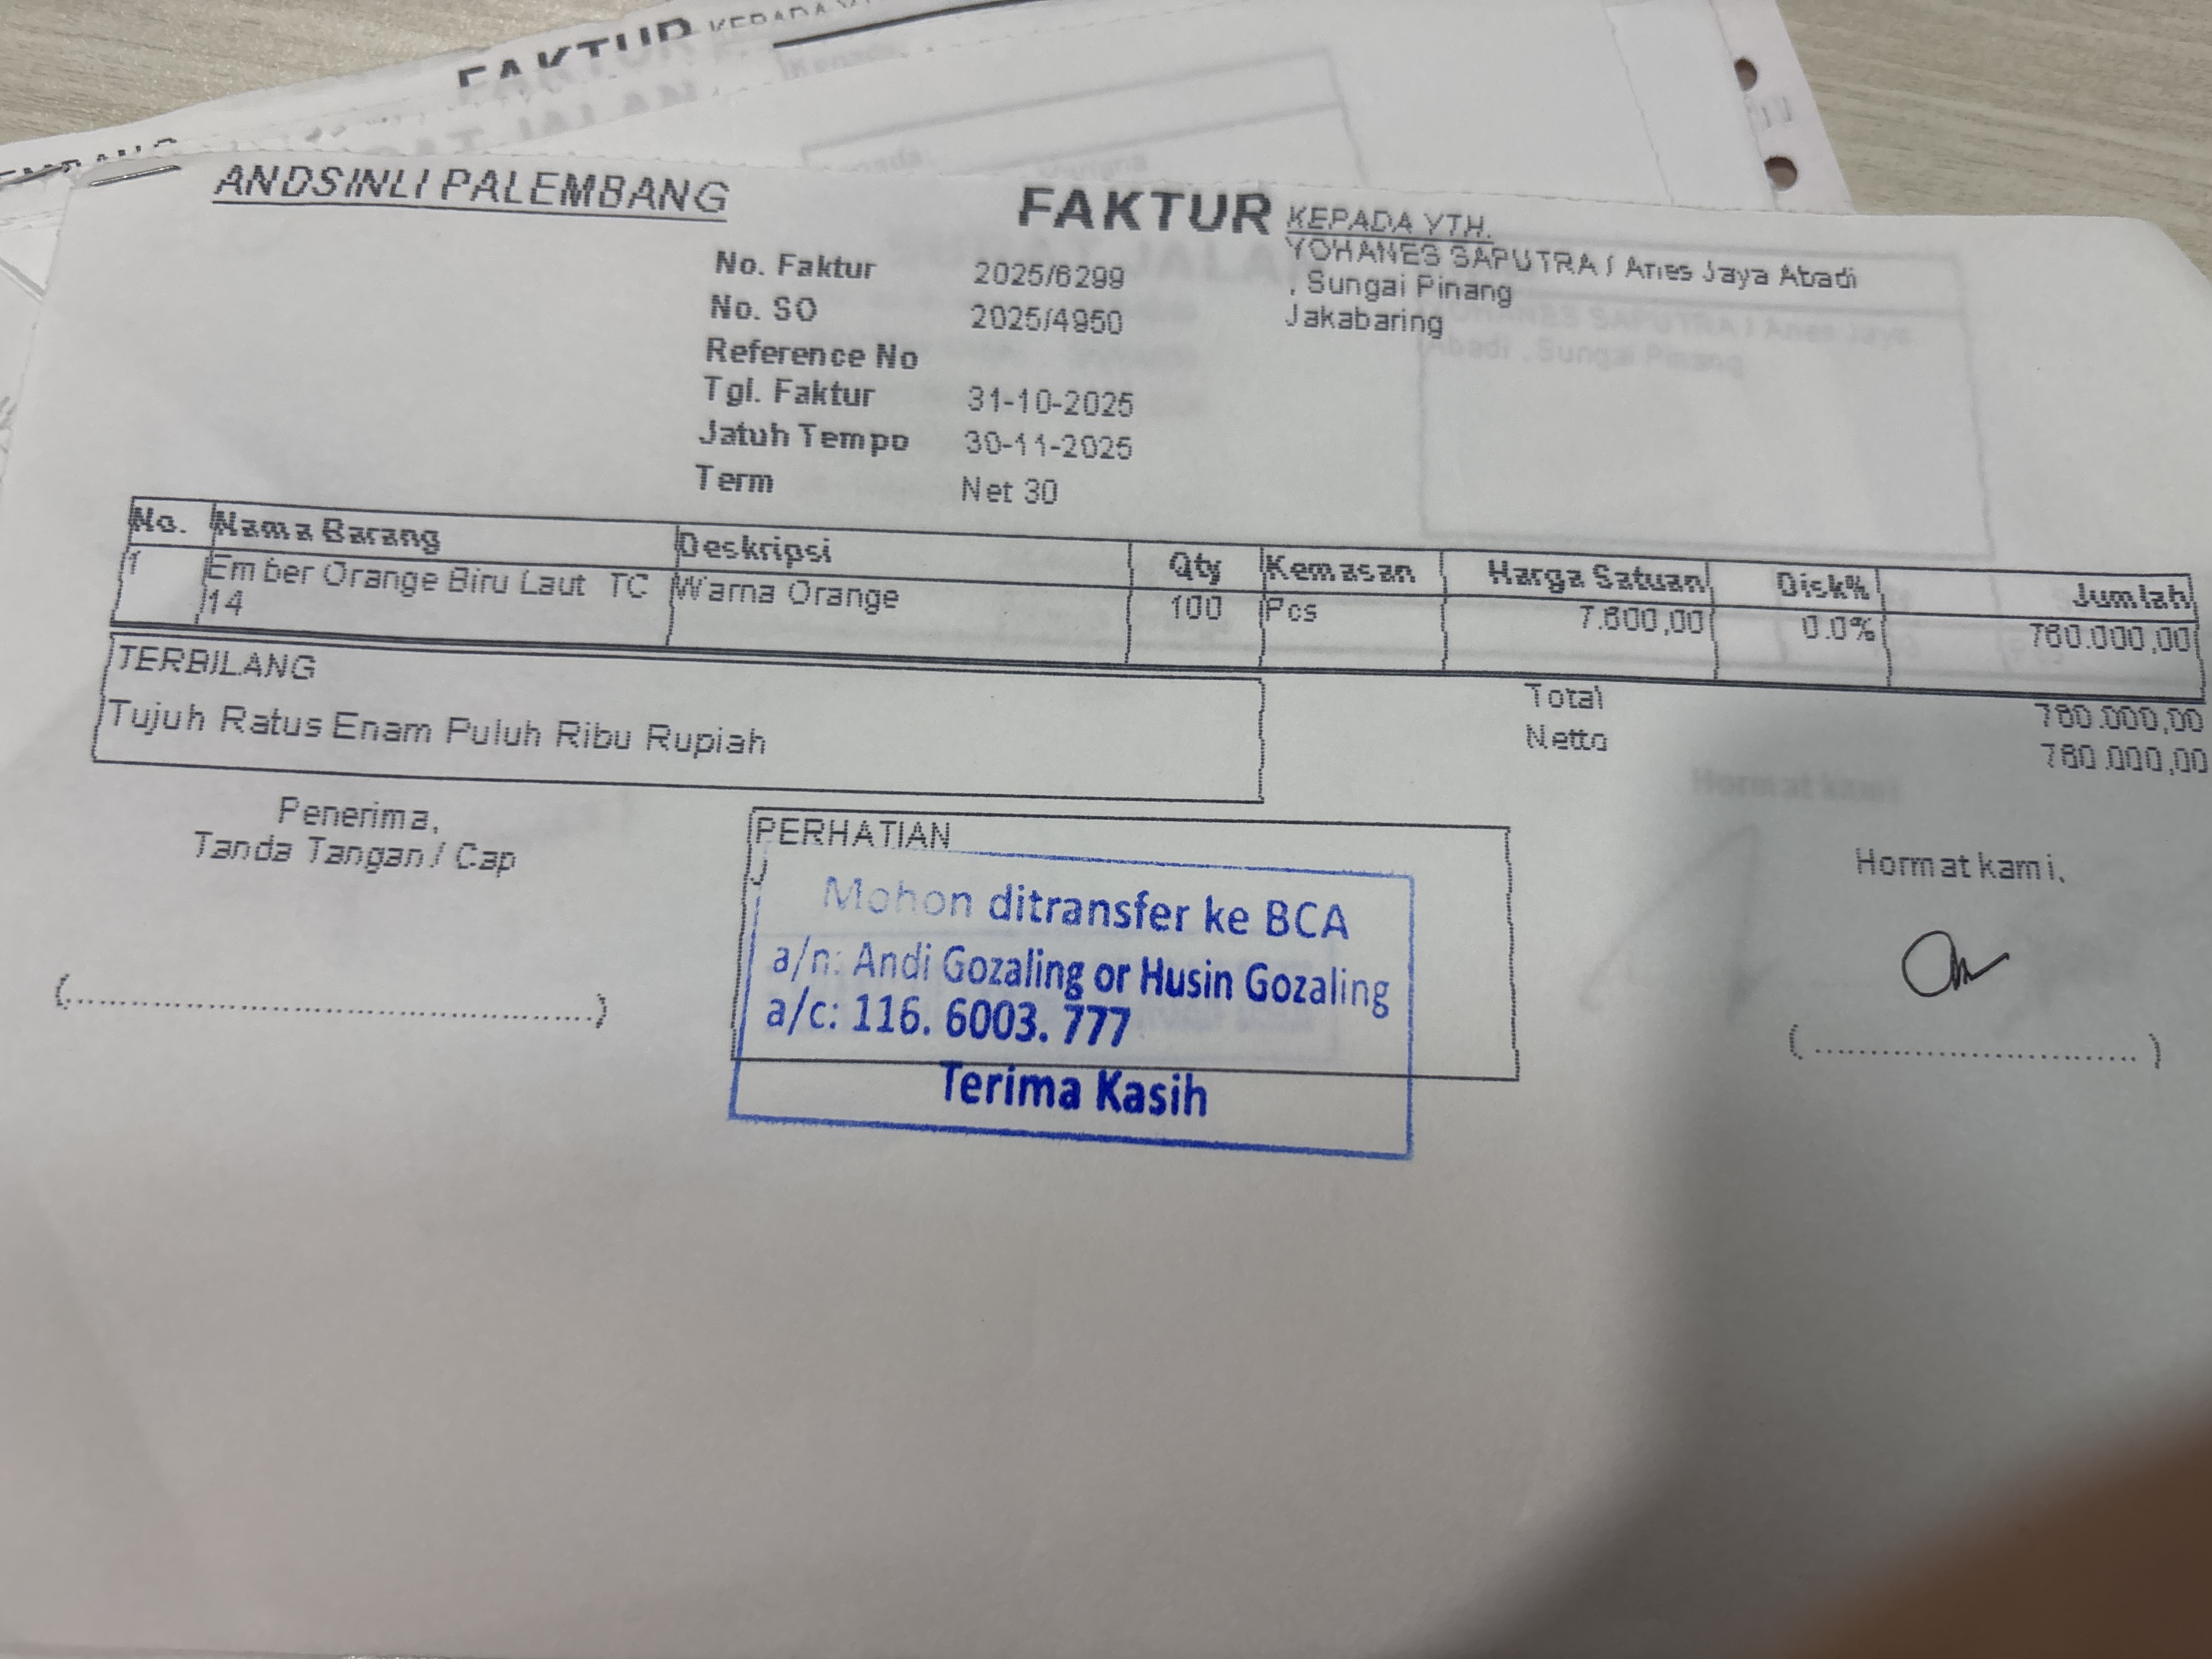 FAKTUR
ANDSINLI PALEMBANG
FAKTUR
KEPADA YTH.
YOHANES SAPUTRA / Anes Jaya Abadi
, Sungai Pinang
Jakabaring
No. Faktur 2025/6299
No. SO 2025/4950
Reference No
Tgl. Faktur 31-10-2025
Jatuh Tempo 30-11-2025
Term Net 30
No. Nama Barang Deskripsi Qty Kemasan Harga Satuan Disk% Jumlah
1 Ember Orange Biru Laut TC 14 Warna Orange 100 Pcs 7.600,00 0.0% 760.000,00
TERBILANG
Tujuh Ratus Enam Puluh Ribu Rupiah
Total 760.000,00
Netto 760.000,00
Penerima,
Tanda Tangan / Cap
PERHATIAN
Mohon ditransfer ke BCA
a/n: Andi Gozaling or Husin Gozaling
a/c: 116. 6003. 777
Terima Kasih
Hormat kami,